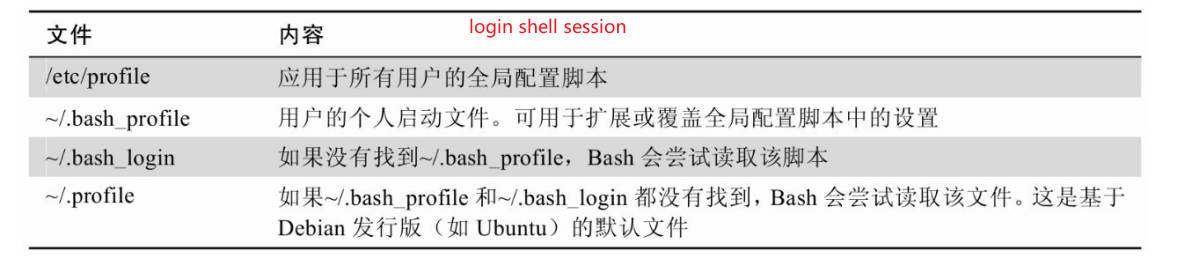 文件 内容 login shell session
/etc/profile 应用于所有用户的全局配置脚本
~/.bash_profile 用户的个人启动文件。可用于扩展或覆盖全局配置脚本中的设置
~/.bash_login 如果没有找到~/.bash_profile，Bash 会尝试读取该脚本
~/.profile 如果~/.bash_profile 和~/.bash_login 都没有找到，Bash 会尝试读取该文件。这是基于
Debian 发行版（如 Ubuntu）的默认文件